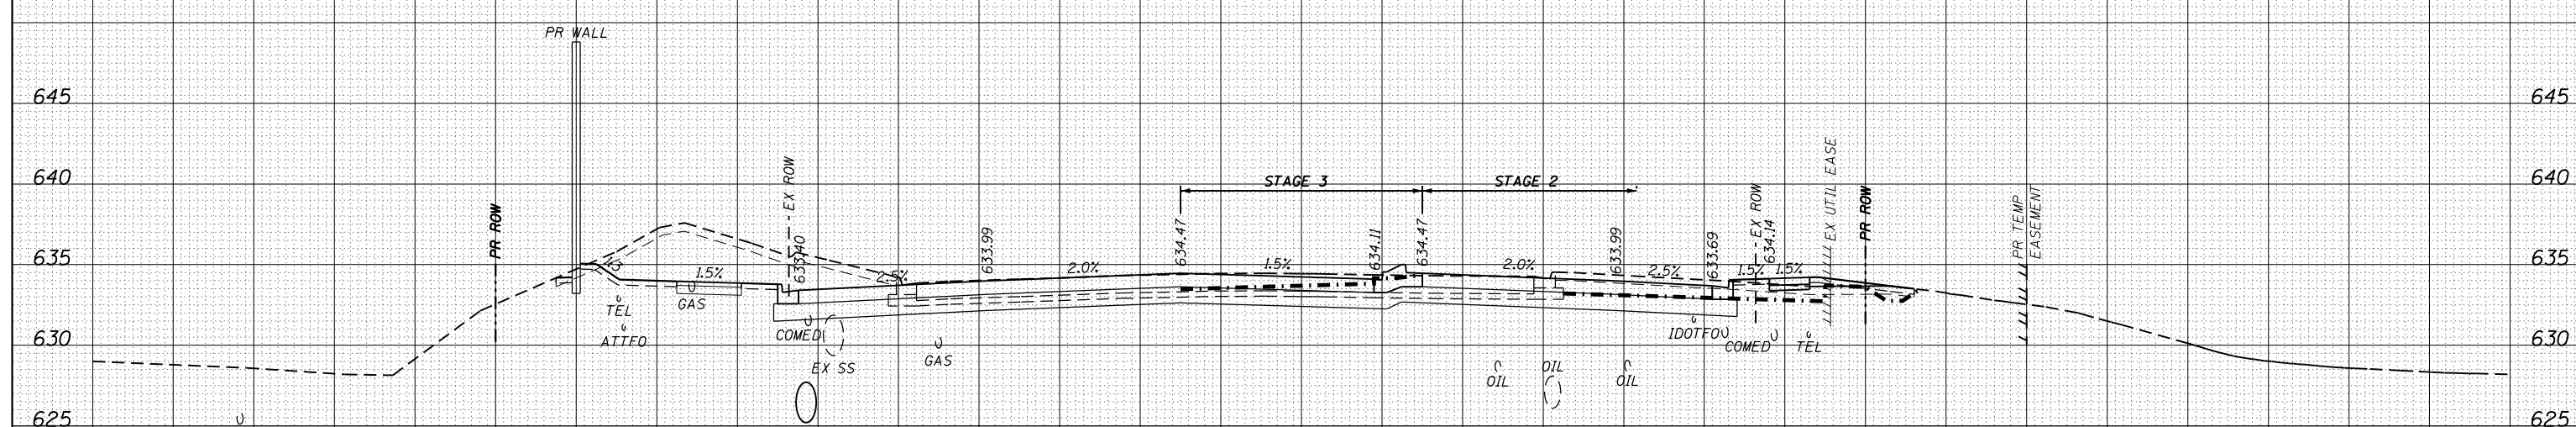 PR WALL
645
645
640
640
STAGE 3
STAGE 2
PR ROW
EX ROW
633.40
633.99
634.47
634.11
634.47
633.99
633.69
EX ROW
634.14
EX UTIL EASE
PR ROW
PR TEMP
EASEMENT
635
635
1:3
1.5%
2.5%
2.0%
1.5%
2.0%
2.5%
1.5%
1.5%
TEL
GAS
ATTFO
COMED
EX SS
GAS
IDOTFO
COMED
TEL
630
630
OIL
OIL
OIL
625
625